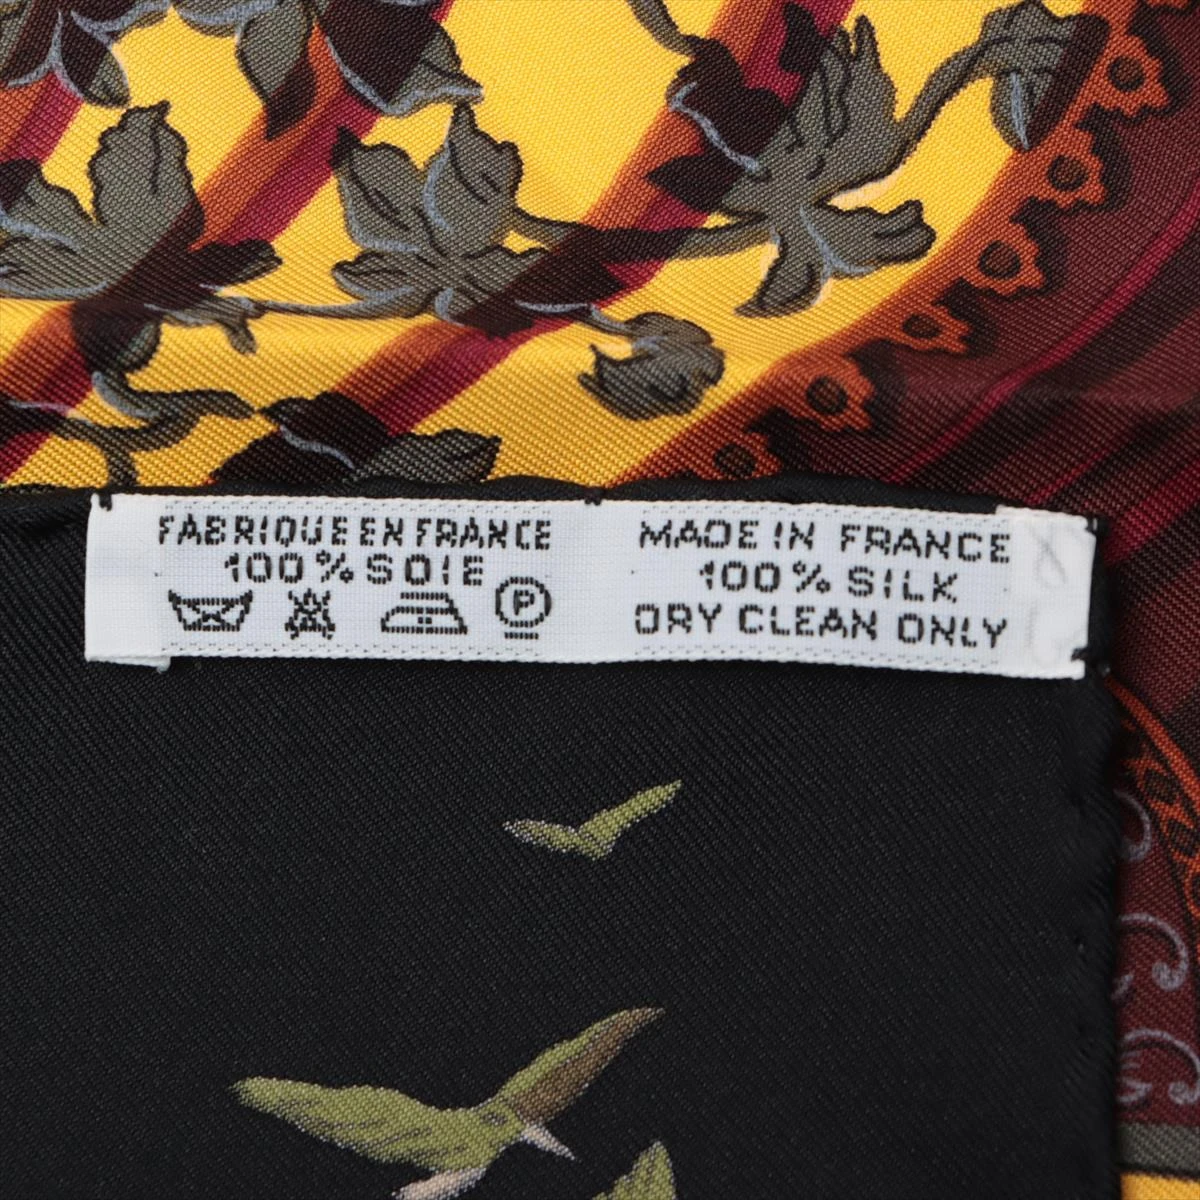 FABRIQUE EN FRANCE
100% SOIE
P
MADE IN FRANCE
100% SILK
DRY CLEAN ONLY